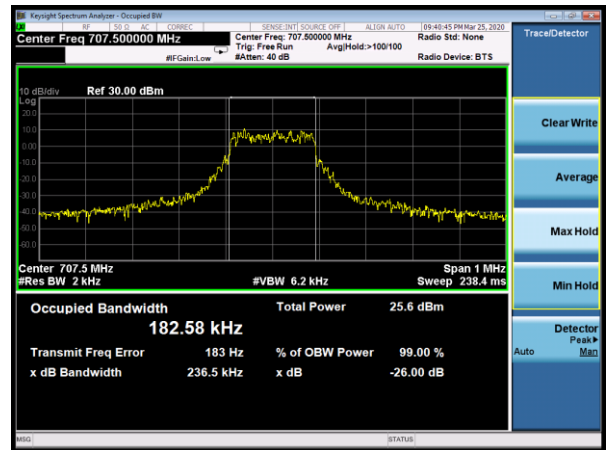 Keysight Spectrum Analyzer - Occupied BW
RF 50 Ω AC CORREC SENSE:INT SOURCE OFF ALIGN AUTO 09:40:45 PM Mar 25, 2020
Center Freq 707.500000 MHz Center Freq: 707.500000 MHz Radio Std: None
Trig: Free Run Avg|Hold:>100/100
#IFGain:Low #Atten: 40 dB Radio Device: BTS
Trace/Detector
10 dB/div Ref 30.00 dBm
Log
20.0
10.0
0.00
10.0
20.0
30.0
40.0
50.0
60.0
Center 707.5 MHz Span 1 MHz
#Res BW 2 kHz #VBW 6.2 kHz Sweep 238.4 ms
Occupied Bandwidth Total Power 25.6 dBm
182.58 kHz
Transmit Freq Error 183 Hz % of OBW Power 99.00 %
x dB Bandwidth 236.5 kHz x dB -26.00 dB
Clear Write
Average
Max Hold
Min Hold
Detector
Peak▶
Auto Man
MSG STATUS